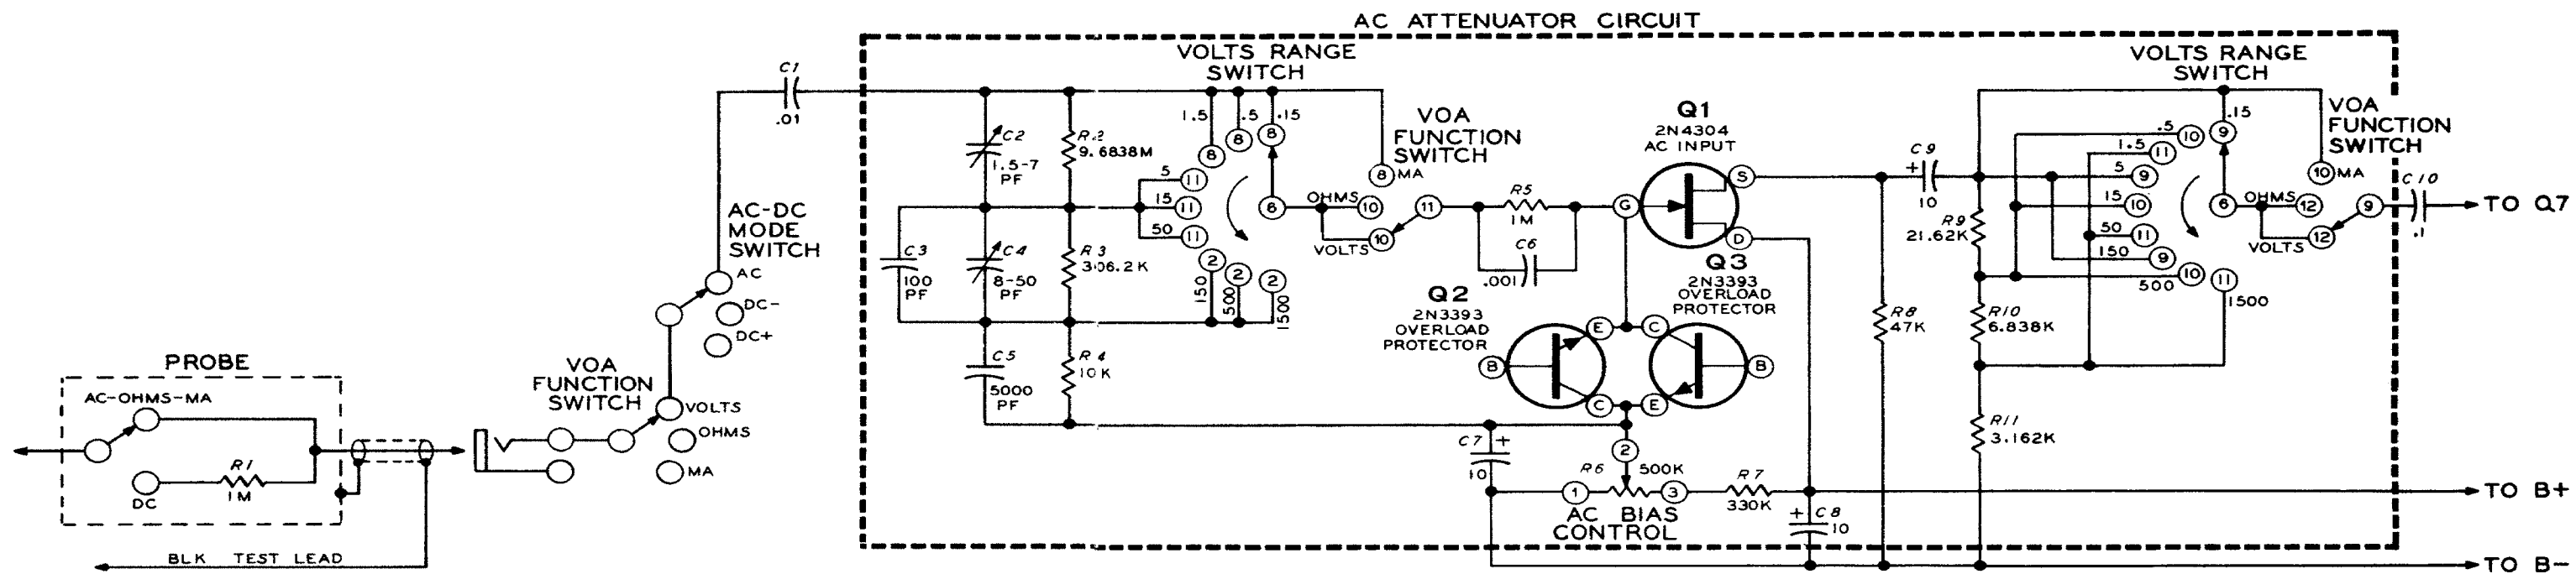 AC ATTENUATOR CIRCUIT
VOLTS RANGE
SWITCH
VOLTS RANGE
SWITCH
C1
.01
C2
1.5-7
PF
R2
9.6838M
1.5
.5
.15
8
8
8
5
11
15
11
50
11
6
2
2
2
150
500
1500
C3
100
PF
C4
8-50
PF
R3
306.2K
C5
5000
PF
R4
10K
VOA
FUNCTION
SWITCH
8
MA
OHMS
10
VOLTS
10
11
R5
1M
C6
.001
Q1
2N4304
AC INPUT
G
S
D
Q2
2N3393
OVERLOAD
PROTECTOR
Q3
2N3393
OVERLOAD
PROTECTOR
B
E
C
C
E
B
C7
+
10
2
R6
500K
1
3
AC BIAS
CONTROL
R7
330K
+
C8
10
R8
47K
C9
+
10
R9
21.62K
R10
6.838K
R11
3.162K
.5
10
.15
9
1.5
11
5
9
15
10
50
11
150
9
500
10
11
1500
6
VOA
FUNCTION
SWITCH
10
MA
OHMS
12
VOLTS
12
9
C10
.1
TO Q7
TO B+
TO B-
AC-DC
MODE
SWITCH
AC
DC-
DC+
VOA
FUNCTION
SWITCH
VOLTS
OHMS
MA
PROBE
AC-OHMS-MA
R1
1M
DC
BLK TEST LEAD